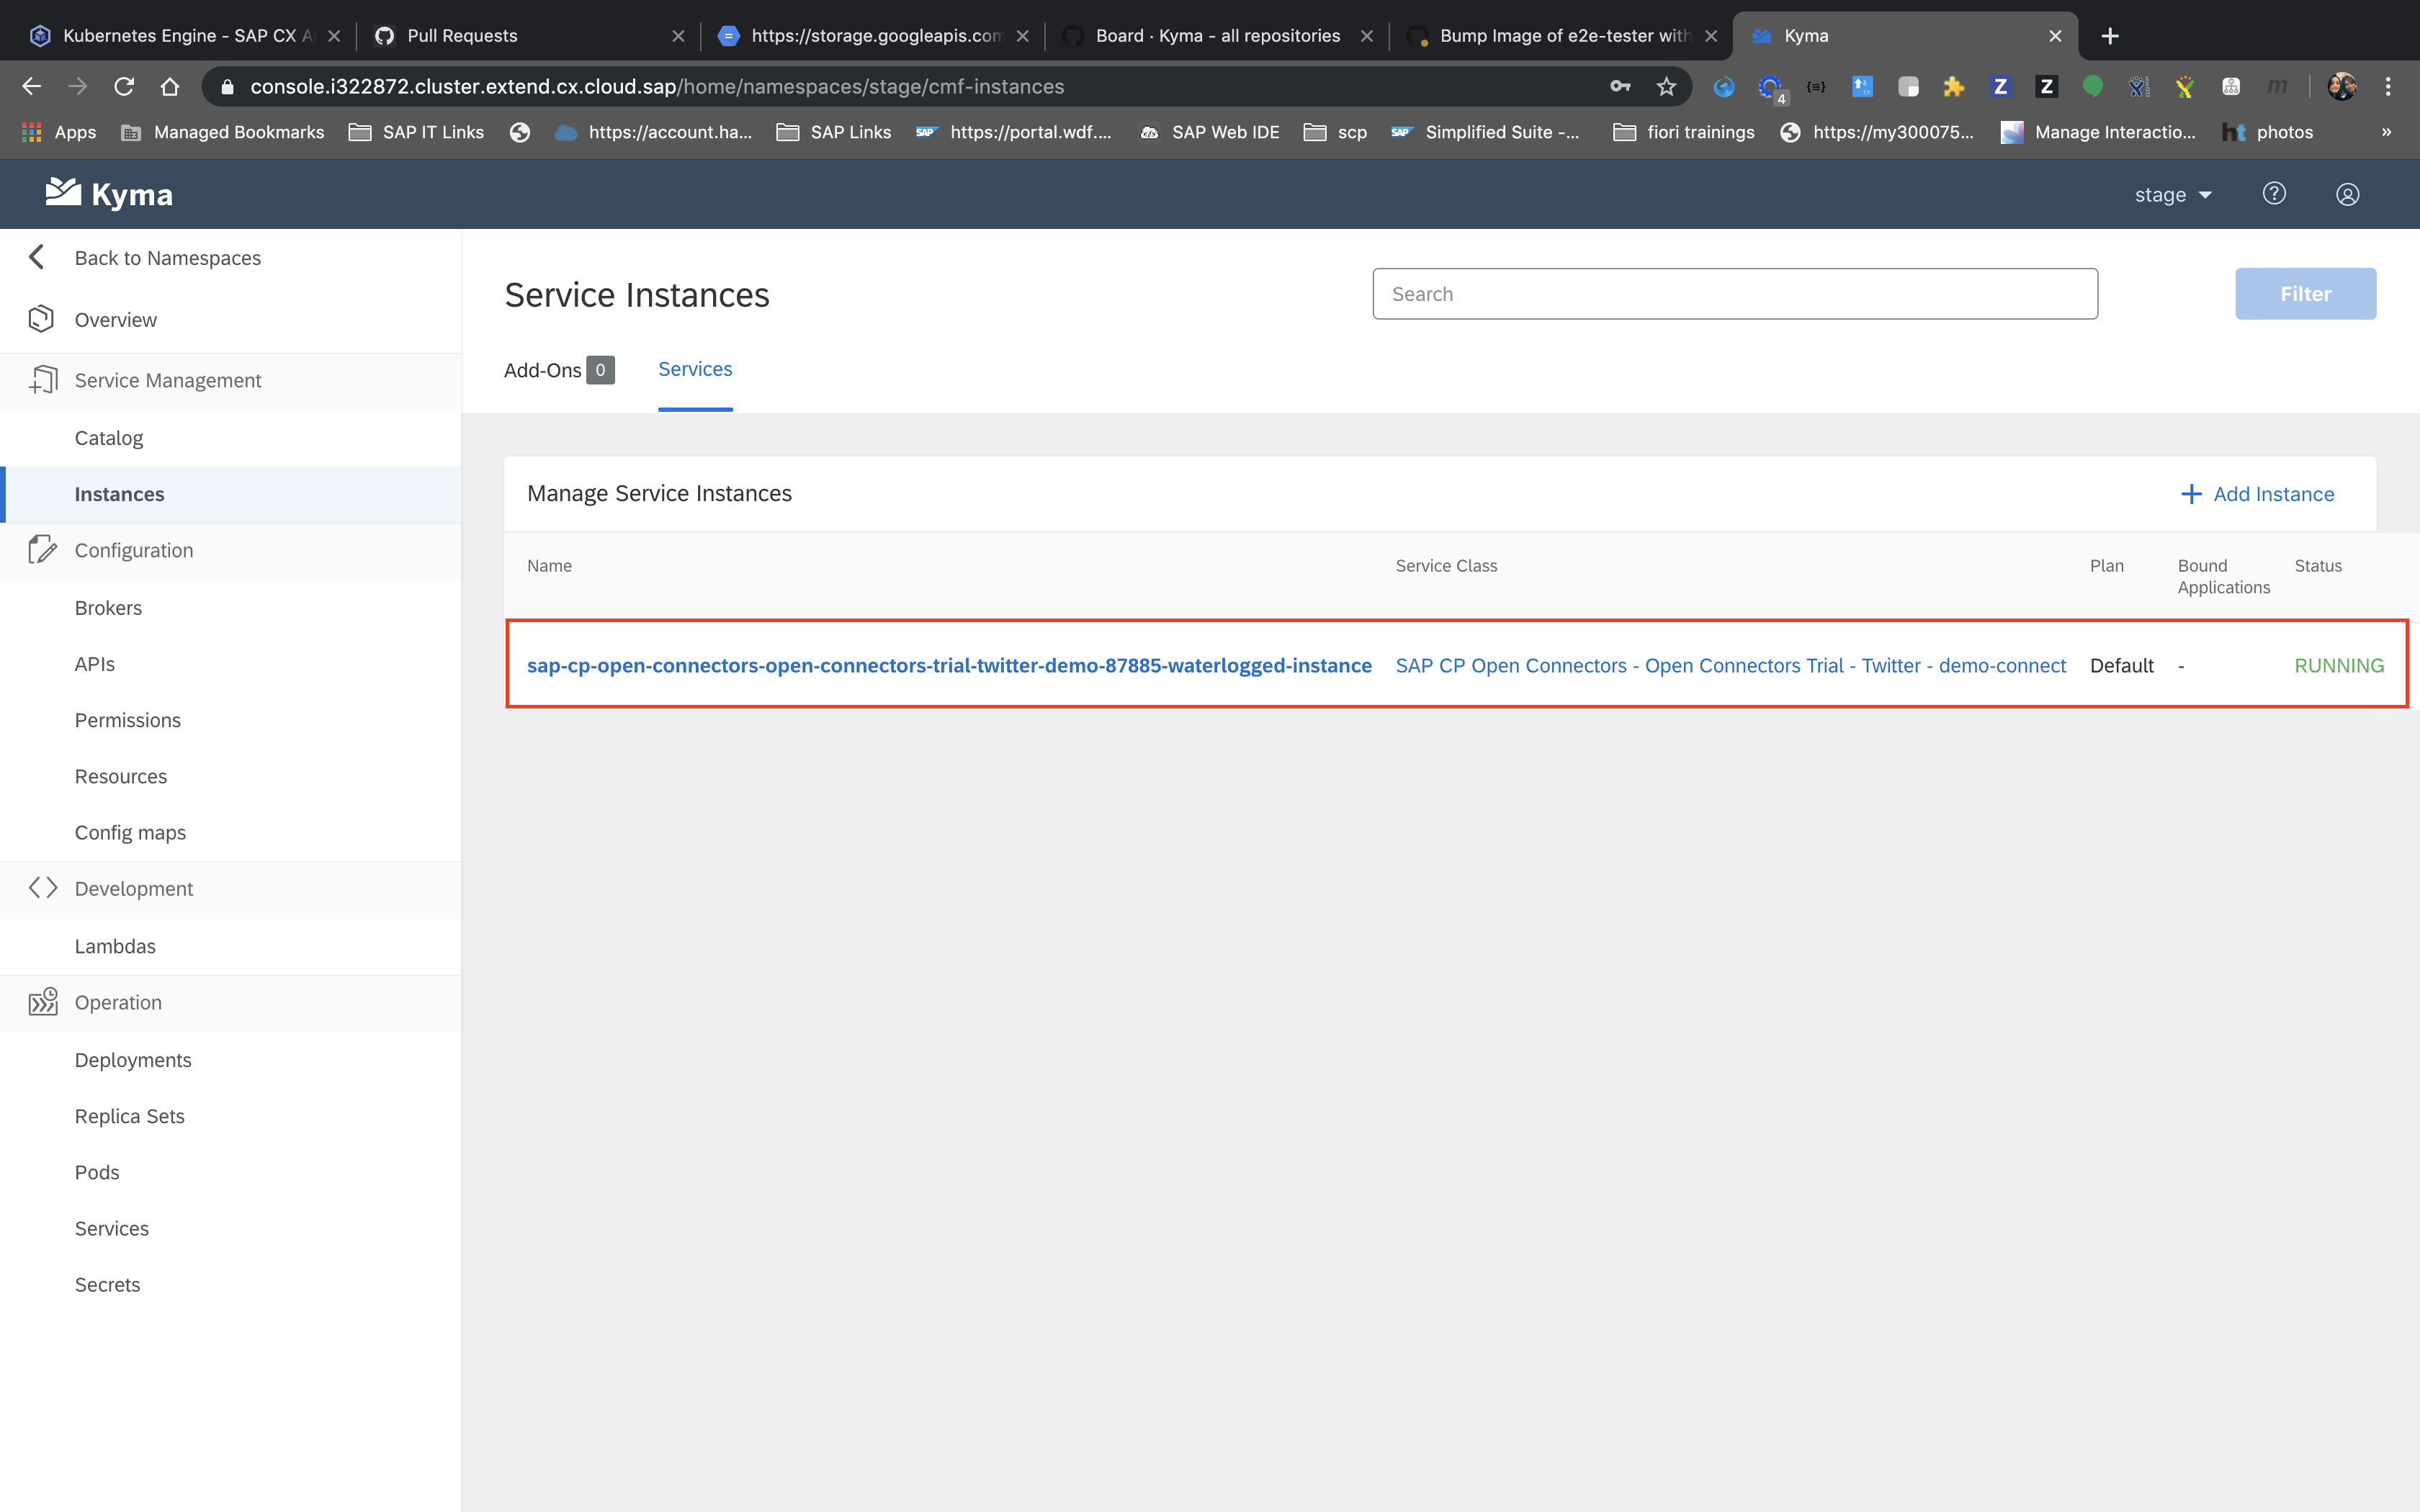 Kubernetes Engine - SAP CX A
Pull Requests
https://storage.googleapis.com
Board · Kyma - all repositories
Bump Image of e2e-tester with
Kyma
console.i322872.cluster.extend.cx.cloud.sap/home/namespaces/stage/cmf-instances
4
Z
Z
m
Apps
Managed Bookmarks
SAP IT Links
https://account.ha...
SAP Links
SAP
https://portal.wdf....
SAP Web IDE
scp
SAP
Simplified Suite -...
fiori trainings
https://my300075...
Manage Interactio...
ht
photos
»
Kyma
stage
?
Back to Namespaces
Overview
Service Management
Catalog
Instances
Configuration
Brokers
APIs
Permissions
Resources
Config maps
Development
Lambdas
Operation
Deployments
Replica Sets
Pods
Services
Secrets
Service Instances
Search
Filter
Add-Ons 0
Services
Manage Service Instances
+ Add Instance
Name
Service Class
Plan
Bound
Applications
Status
sap-cp-open-connectors-open-connectors-trial-twitter-demo-87885-waterlogged-instance
SAP CP Open Connectors - Open Connectors Trial - Twitter - demo-connect
Default
-
RUNNING